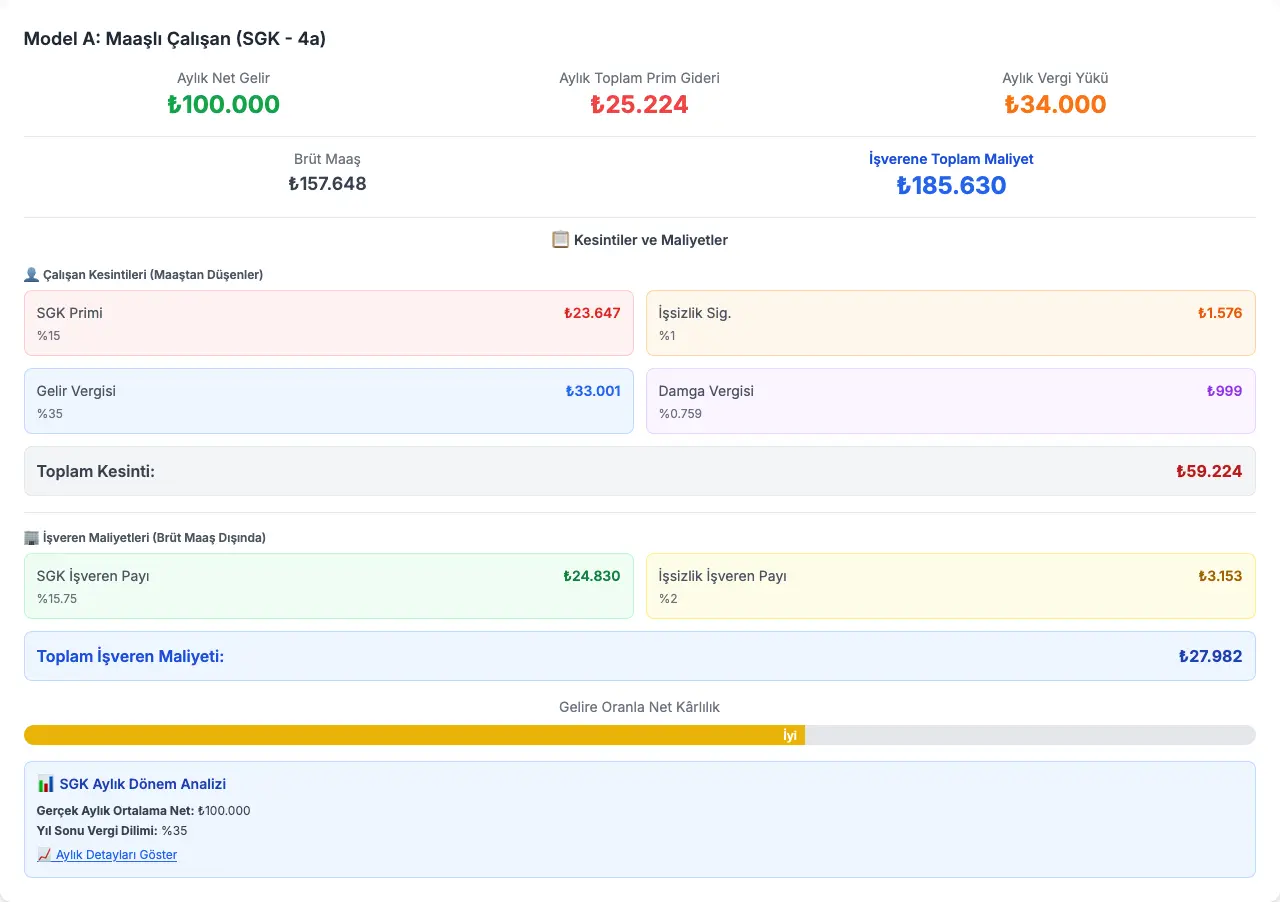 Model A: Maaşlı Çalışan (SGK - 4a)
Aylık Net Gelir
₺100.000
Aylık Toplam Prim Gideri
₺25.224
Aylık Vergi Yükü
₺34.000
Brüt Maaş
₺157.648
İşverene Toplam Maliyet
₺185.630
Kesintiler ve Maliyetler
Çalışan Kesintileri (Maaştan Düşenler)
SGK Primi ₺23.647
%15
İşsizlik Sig. ₺1.576
%1
Gelir Vergisi ₺33.001
%35
Damga Vergisi ₺999
%0.759
Toplam Kesinti: ₺59.224
İşveren Maliyetleri (Brüt Maaş Dışında)
SGK İşveren Payı ₺24.830
%15.75
İşsizlik İşveren Payı ₺3.153
%2
Toplam İşveren Maliyeti: ₺27.982
Gelire Oranla Net Kârlılık
İyi
SGK Aylık Dönem Analizi
Gerçek Aylık Ortalama Net: ₺100.000
Yıl Sonu Vergi Dilimi: %35
Aylık Detayları Göster